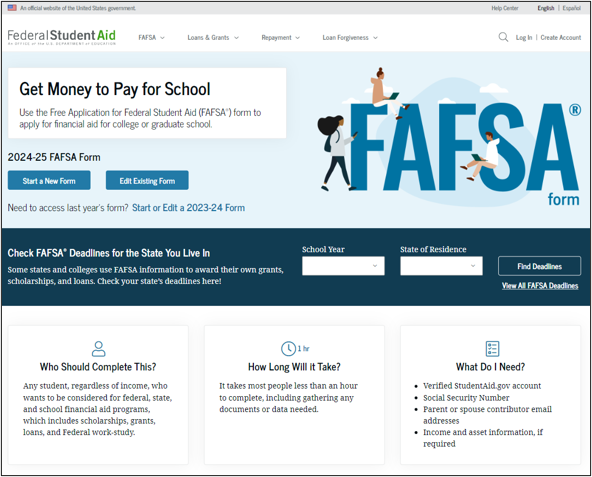 An official website of the United States government.
Help Center
English | Español
Federal Student Aid
An OFFICE of the U.S. DEPARTMENT of EDUCATION
FAFSA
Loans & Grants
Repayment
Loan Forgiveness
Log In | Create Account
Get Money to Pay for School
Use the Free Application for Federal Student Aid (FAFSA®) form to
apply for financial aid for college or graduate school.
2024-25 FAFSA Form
Start a New Form
Edit Existing Form
Need to access last year's form? Start or Edit a 2023-24 Form
FAFSA®
form
Check FAFSA® Deadlines for the State You Live In
Some states and colleges use FAFSA information to award their own grants,
scholarships, and loans. Check your state's deadlines here!
School Year
State of Residence
Find Deadlines
View All FAFSA Deadlines
Who Should Complete This?
Any student, regardless of income, who
wants to be considered for federal, state,
and school financial aid programs,
which includes scholarships, grants,
loans, and Federal work-study.
1 hr
How Long Will it Take?
It takes most people less than an hour
to complete, including gathering any
documents or data needed.
What Do I Need?
• Verified StudentAid.gov account
• Social Security Number
• Parent or spouse contributor email
addresses
• Income and asset information, if
required